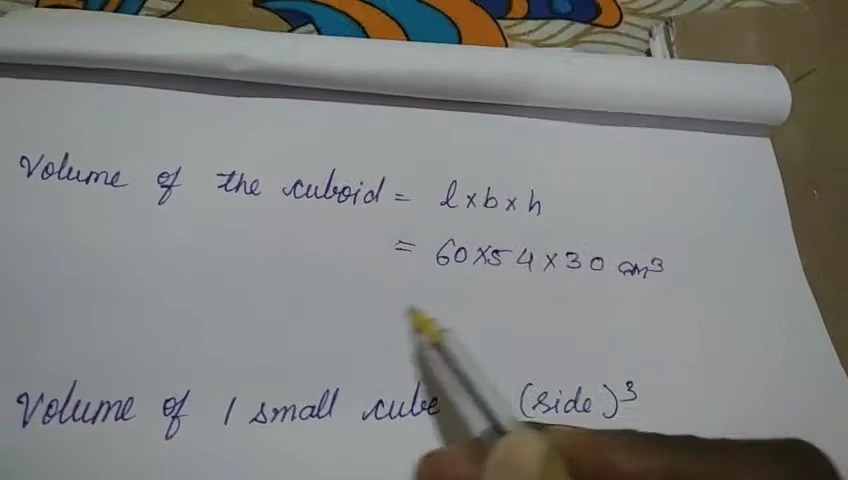 Volume of the cuboid = l×b×h
= 60×54×30 cm³
Volume of 1 small cube (side)³